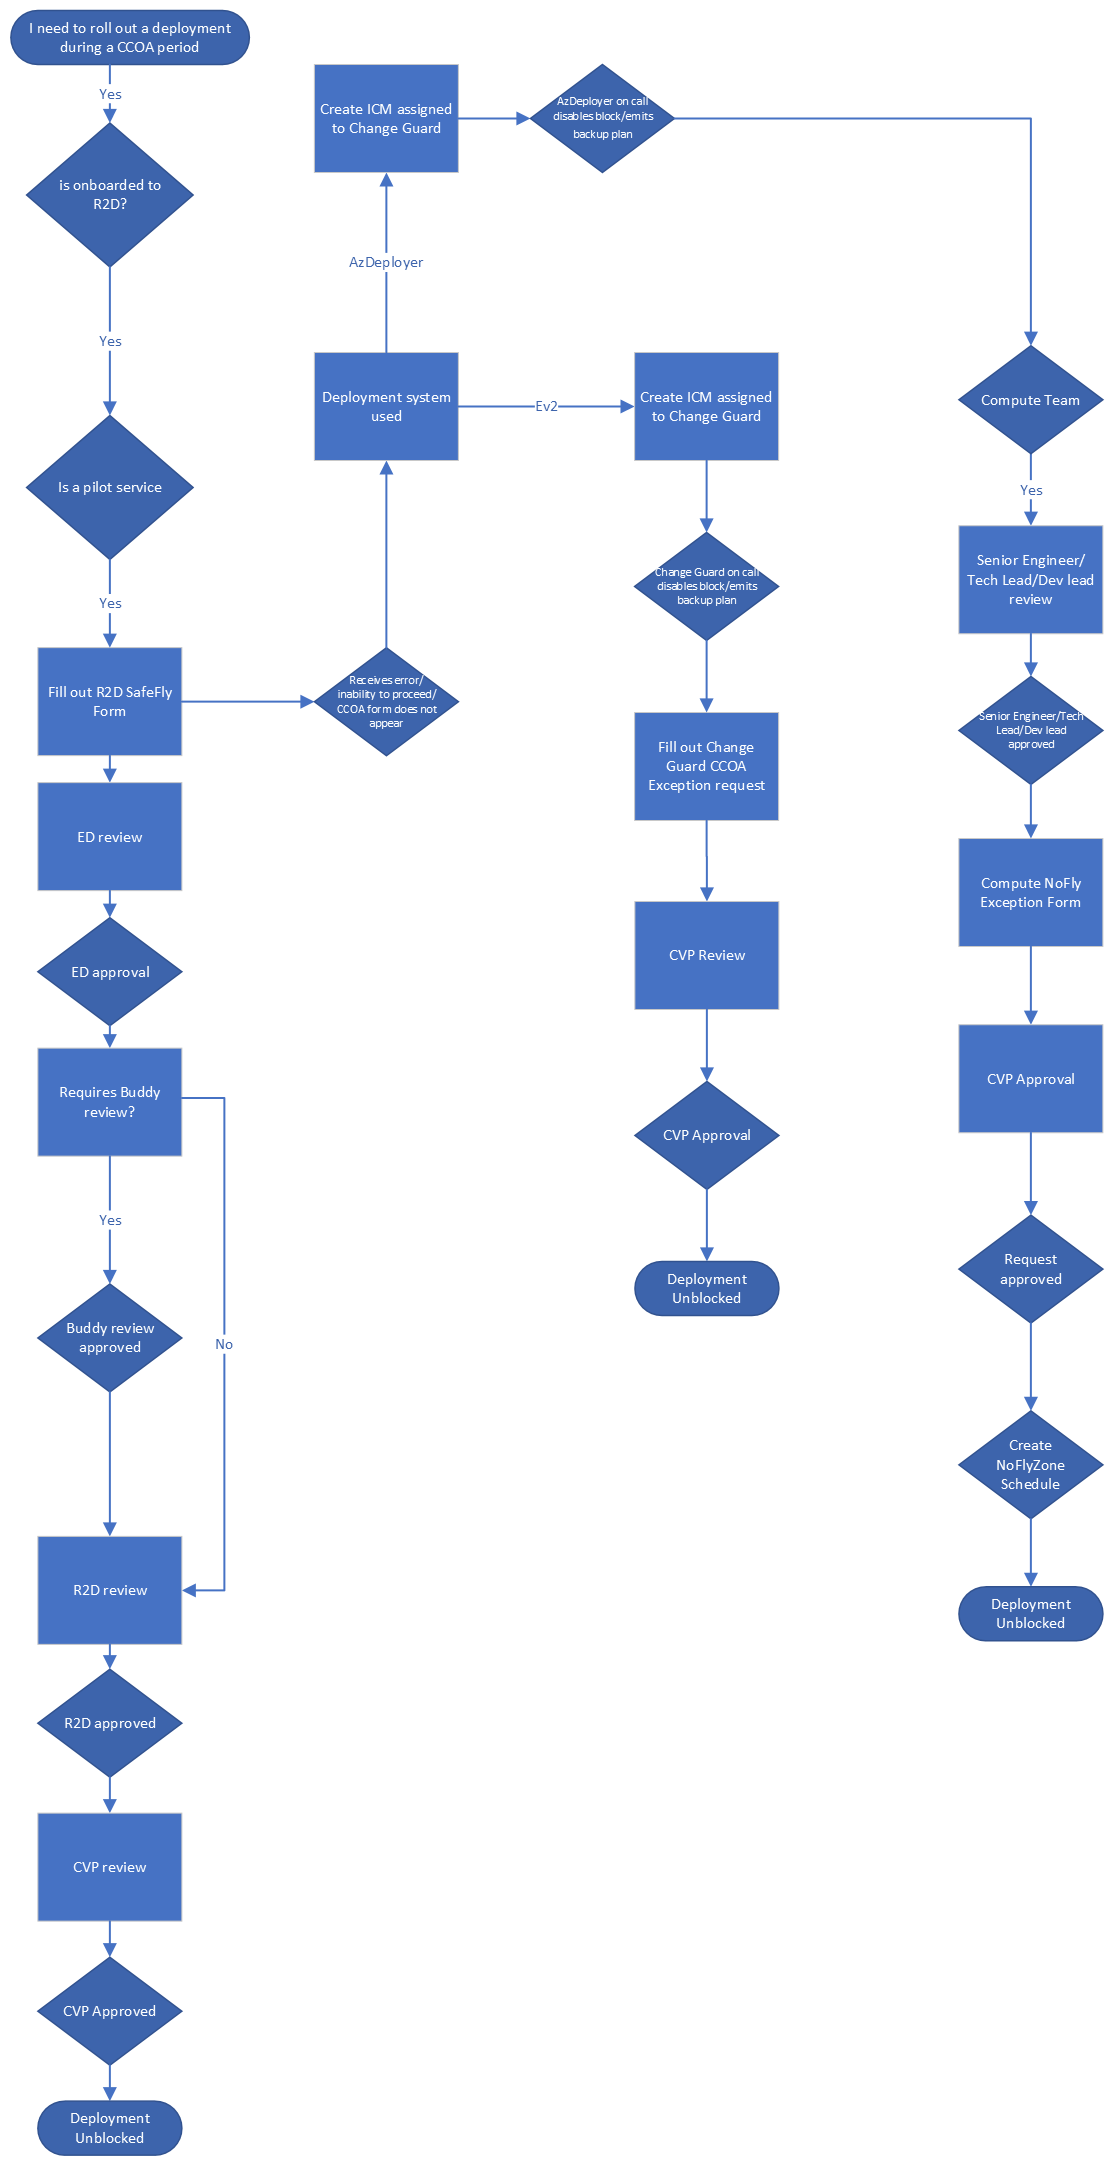 I need to roll out a deployment
during a CCOA period
Yes
is onboarded to
R2D?
Yes
Is a pilot service
Yes
Fill out R2D SafeFly
Form
ED review
ED approval
Requires Buddy
review?
Yes
Buddy review
approved
No
R2D review
R2D approved
CVP review
CVP Approved
Deployment
Unblocked
Receives error/
inability to proceed/
CCOA form does not
appear
Deployment system
used
AzDeployer
Create ICM assigned
to Change Guard
AzDeployer on call
disables block/emits
backup plan
Ev2
Create ICM assigned
to Change Guard
Change Guard on call
disables block/emits
backup plan
Fill out Change
Guard CCOA
Exception request
CVP Review
CVP Approval
Deployment
Unblocked
Compute Team
Yes
Senior Engineer/
Tech Lead/Dev lead
review
Senior Engineer/Tech
Lead/Dev lead
approved
Compute NoFly
Exception Form
CVP Approval
Request
approved
Create
NoFlyZone
Schedule
Deployment
Unblocked